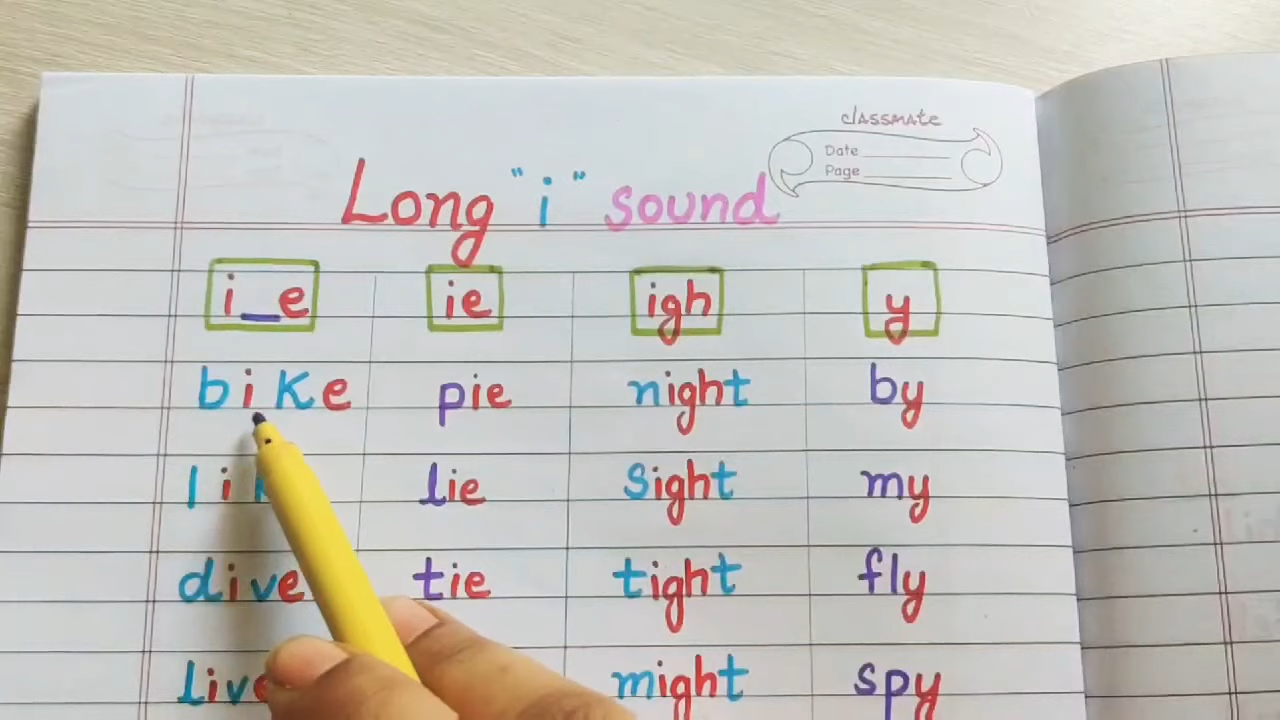 classmate
Date
Page
Long "i" sound
i_e ie igh y
bike pie night by
lie sight my
dive tie tight fly
live might spy